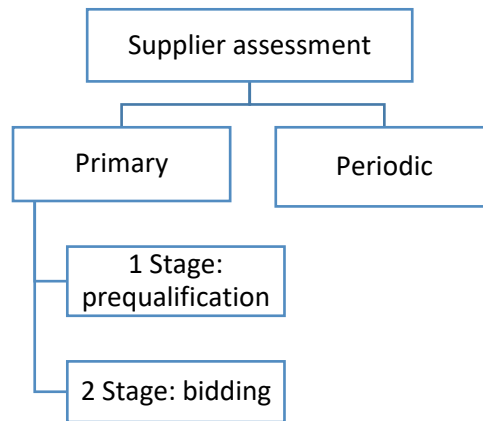 Supplier assessment
Primary
Periodic
1 Stage:
prequalification
2 Stage: bidding